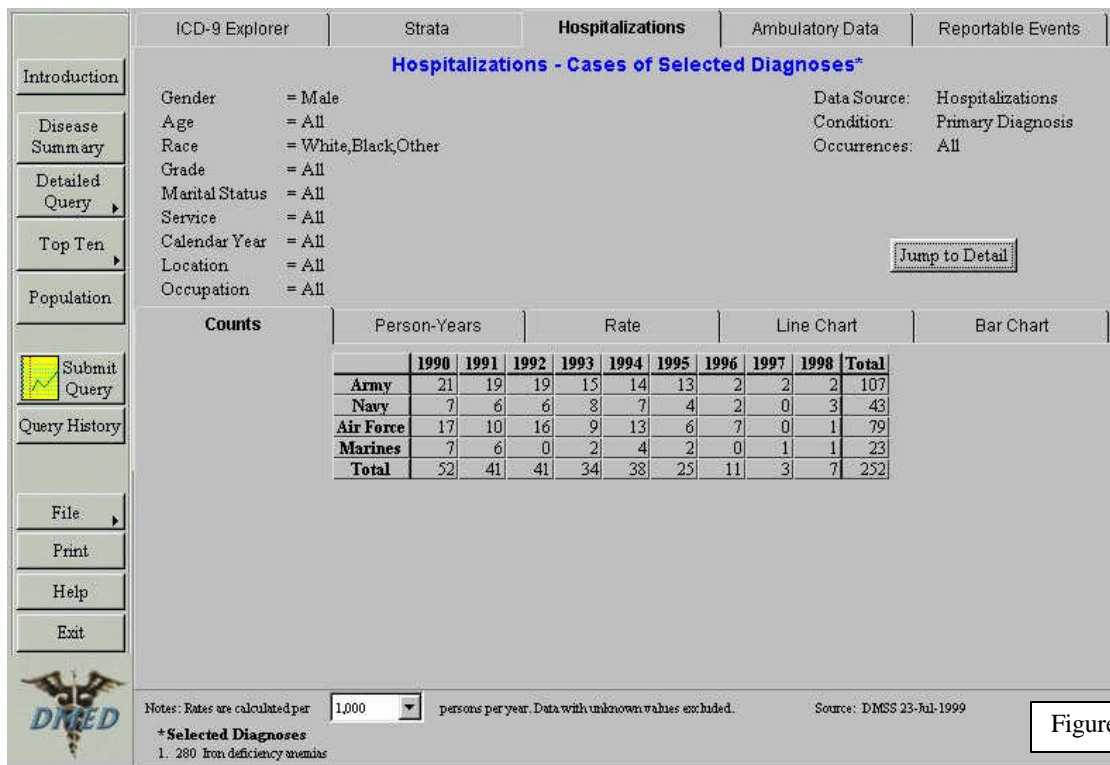 ICD-9 Explorer Strata Hospitalizations Ambulatory Data Reportable Events
Introduction
Disease
Summary
Detailed
Query
Top Ten
Population
Submit
Query
Query History
File
Print
Help
Exit
DMED
Hospitalizations - Cases of Selected Diagnoses*
Gender = Male
Age = All
Race = White,Black,Other
Grade = All
Marital Status = All
Service = All
Calendar Year = All
Location = All
Occupation = All
Data Source: Hospitalizations
Condition: Primary Diagnosis
Occurrences: All
Jump to Detail
Counts Person-Years Rate Line Chart Bar Chart
1990 1991 1992 1993 1994 1995 1996 1997 1998 Total
Army 21 19 19 15 14 13 2 2 2 107
Navy 7 6 6 8 7 4 2 0 3 43
Air Force 17 10 16 9 13 6 7 0 1 79
Marines 7 6 0 2 4 2 0 1 1 23
Total 52 41 41 34 38 25 11 3 7 252
Notes: Rates are calculated per 1,000 persons per year. Data with unknown values excluded. Source: DMSS 23-Jul-1999
*Selected Diagnoses
1. 280 Iron deficiency anemias
Figure